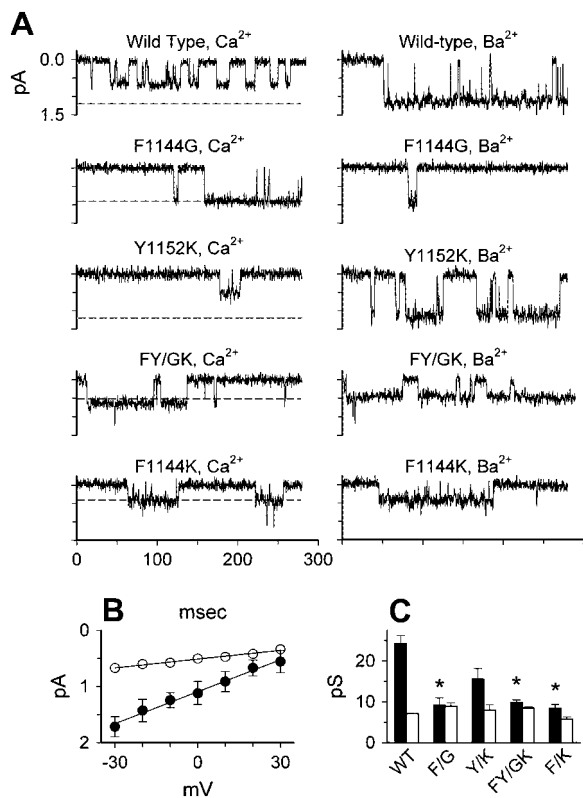 A
Wild Type, Ca²⁺
Wild-type, Ba²⁺
0.0
pA
1.5
F1144G, Ca²⁺
F1144G, Ba²⁺
Y1152K, Ca²⁺
Y1152K, Ba²⁺
FY/GK, Ca²⁺
FY/GK, Ba²⁺
F1144K, Ca²⁺
F1144K, Ba²⁺
0 100 200 300
msec
B
0
pA
1
2
-30 0 30
mV
C
20
pS
10
0
* * *
WT F/G Y/K FY/GK F/K